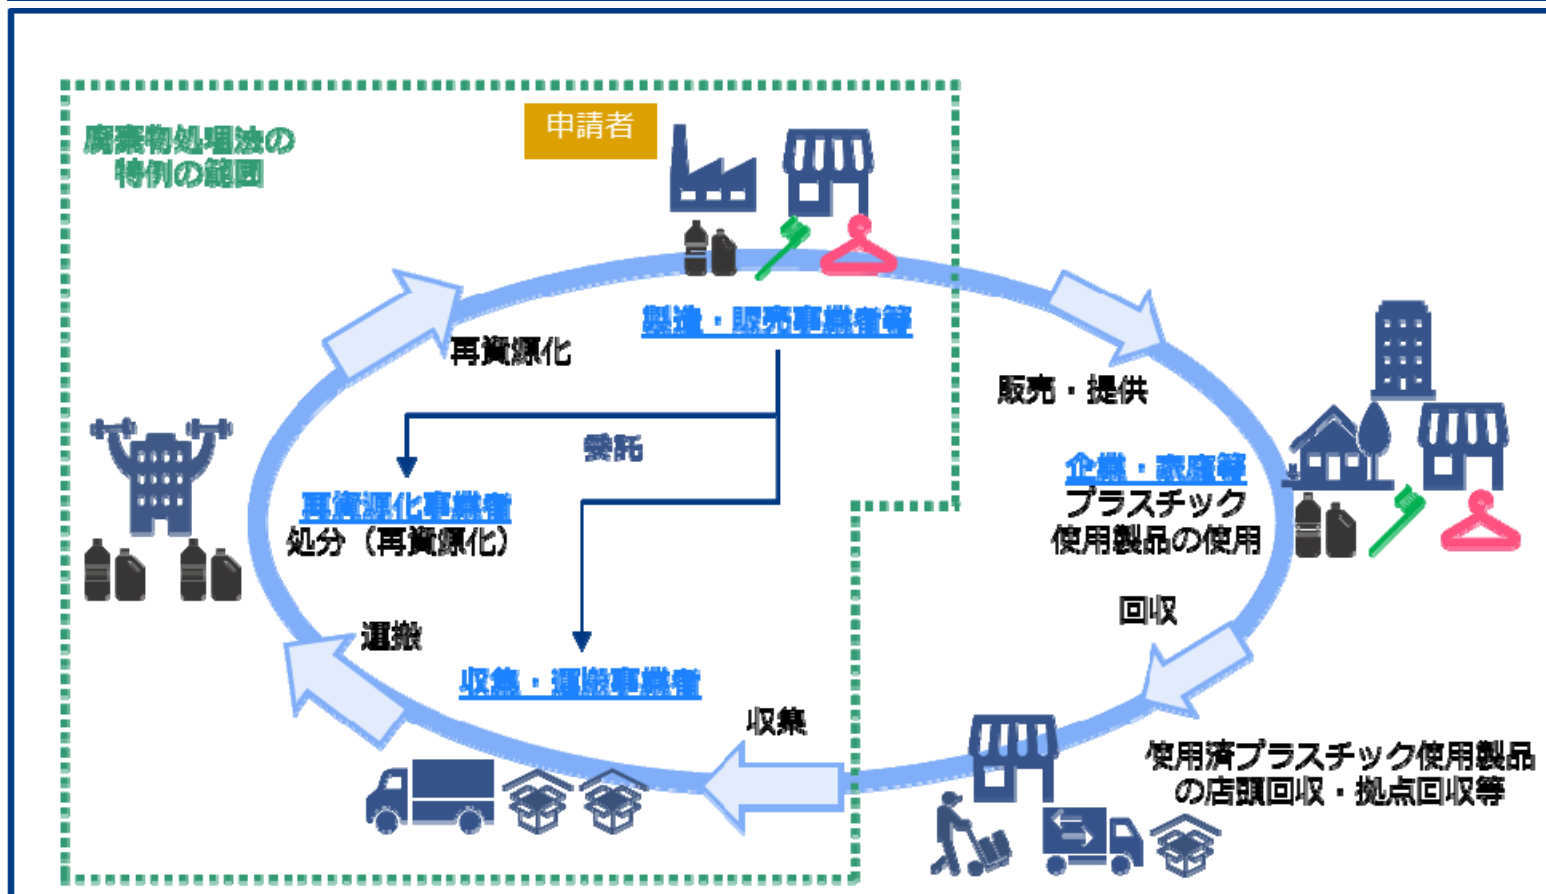 廃棄物処理法の
特例の範囲
申請者
製造・販売事業者等
再資源化
販売・提供
委託
企業・家庭等
プラスチック
使用製品の使用
再資源化事業者
処分（再資源化）
回収
運搬
収集・運搬事業者
収集
使用済プラスチック使用製品
の店頭回収・拠点回収等